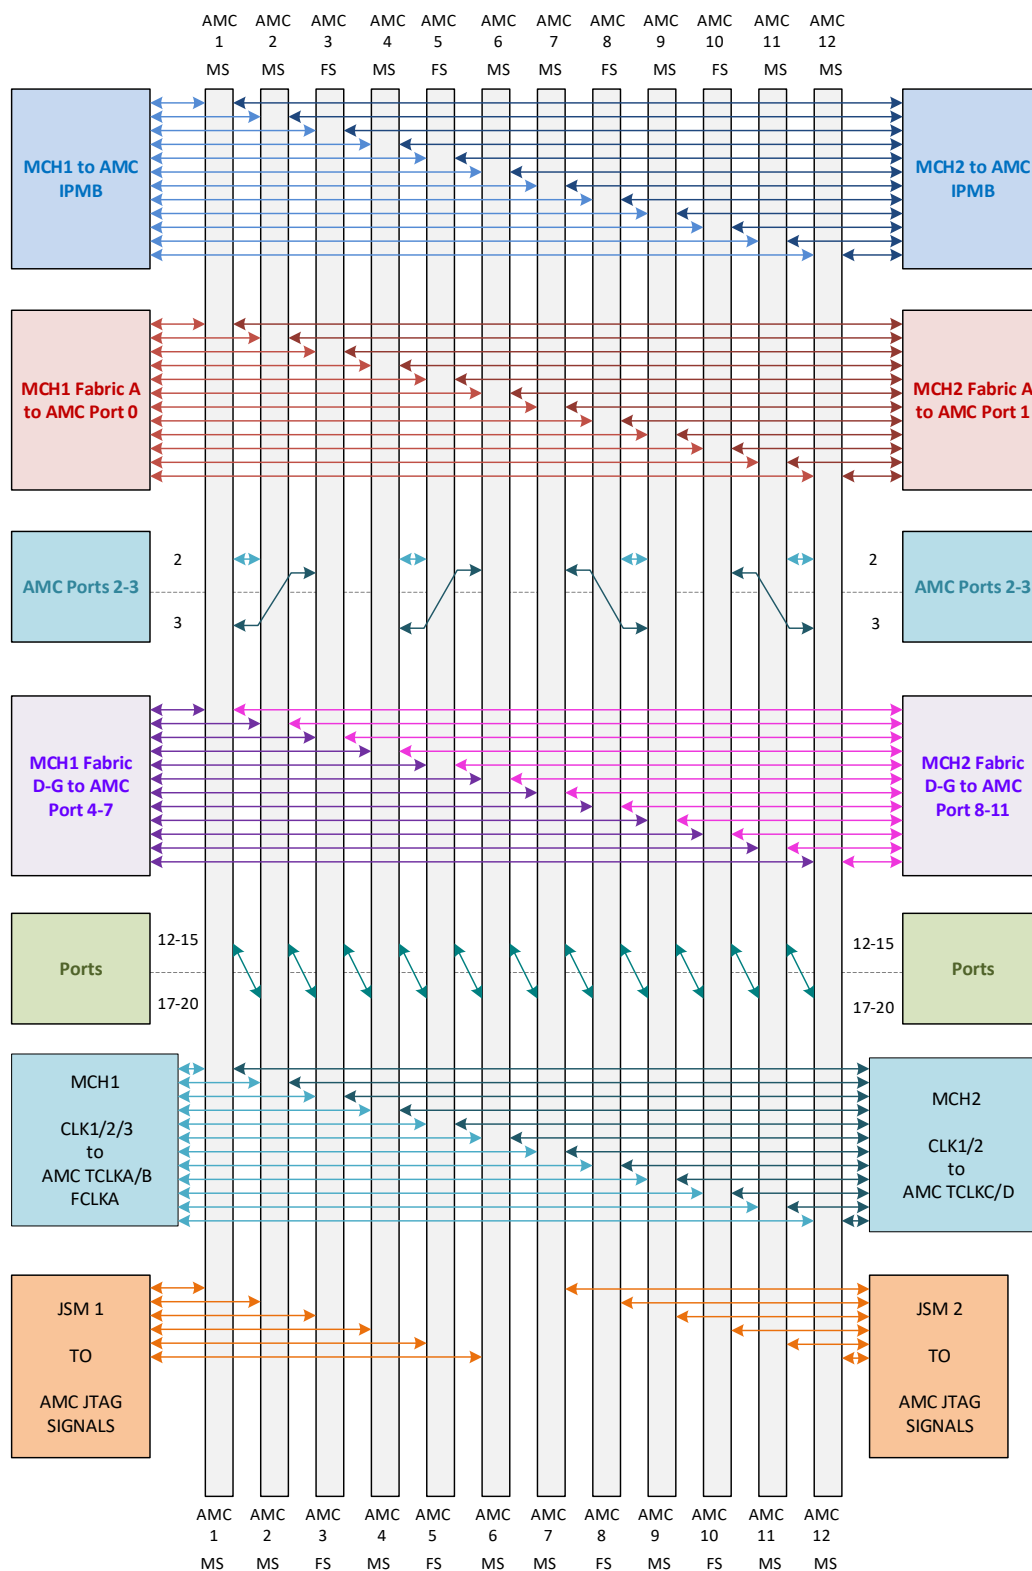 AMC AMC AMC AMC AMC AMC AMC AMC AMC AMC AMC AMC
1 2 3 4 5 6 7 8 9 10 11 12
MS MS FS MS FS MS MS FS MS FS MS MS
MCH1 to AMC
IPMB
MCH2 to AMC
IPMB
MCH1 Fabric A
to AMC Port 0
MCH2 Fabric A
to AMC Port 1
AMC Ports 2-3
2
3
2
3
AMC Ports 2-3
MCH1 Fabric
D-G to AMC
Port 4-7
MCH2 Fabric
D-G to AMC
Port 8-11
Ports
12-15
17-20
12-15
17-20
Ports
MCH1
CLK1/2/3
to
AMC TCLKA/B
FCLKA
MCH2
CLK1/2
to
AMC TCLKC/D
JSM 1
TO
AMC JTAG
SIGNALS
JSM 2
TO
AMC JTAG
SIGNALS
AMC AMC AMC AMC AMC AMC AMC AMC AMC AMC AMC AMC
1 2 3 4 5 6 7 8 9 10 11 12
MS MS FS MS FS MS MS FS MS FS MS MS